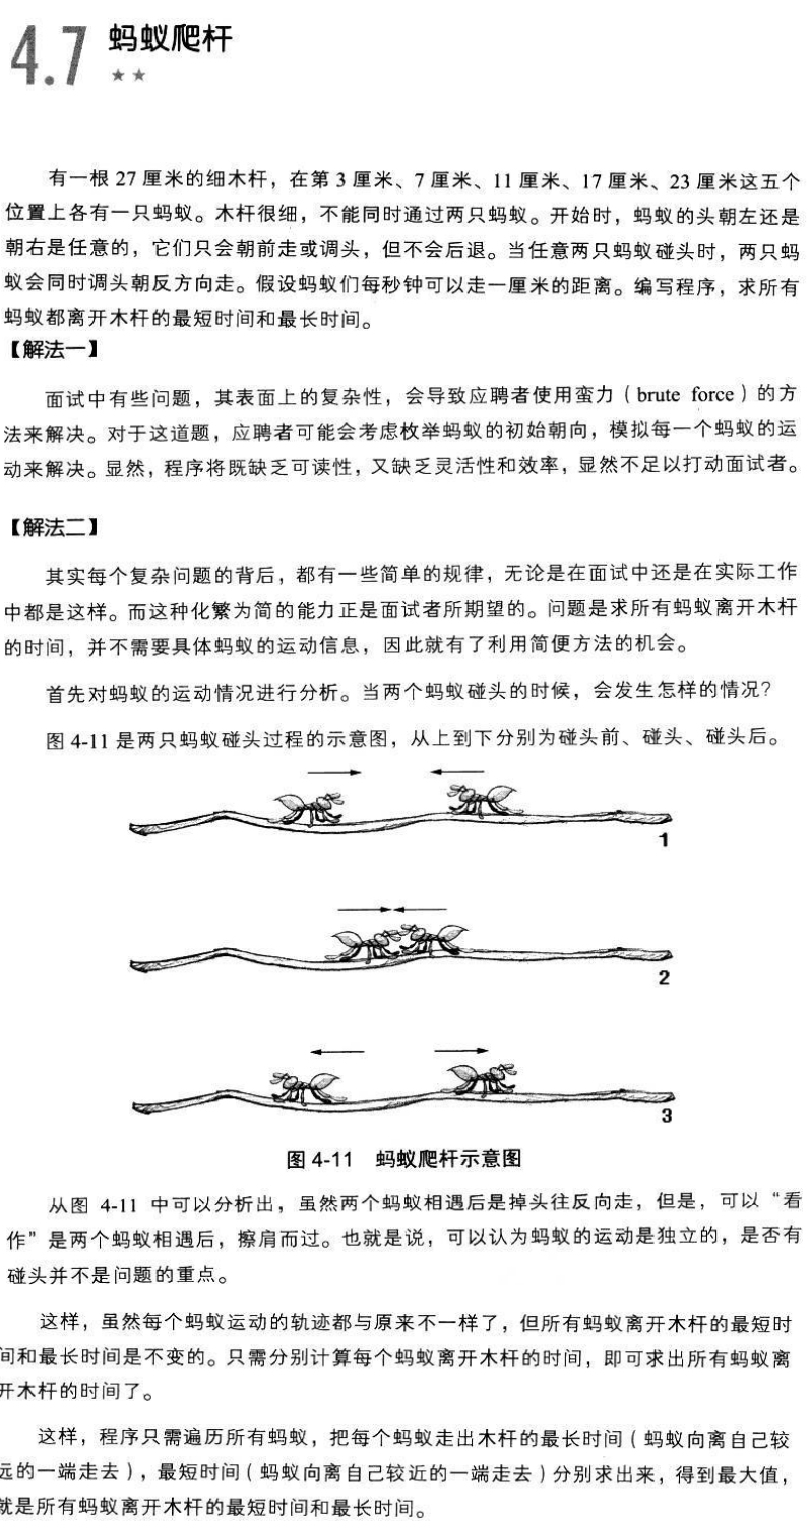 4.7 蚂蚁爬杆
★★
有一根 27 厘米的细木杆，在第 3 厘米、7 厘米、11 厘米、17 厘米、23 厘米这五个
位置上各有一只蚂蚁。木杆很细，不能同时通过两只蚂蚁。开始时，蚂蚁的头朝左还是
朝右是任意的，它们只会朝前走或调头，但不会后退。当任意两只蚂蚁碰头时，两只蚂
蚁会同时调头朝反方向走。假设蚂蚁们每秒钟可以走一厘米的距离。编写程序，求所有
蚂蚁都离开木杆的最短时间和最长时间。
【解法一】
面试中有些问题，其表面上的复杂性，会导致应聘者使用蛮力（brute force）的方
法来解决。对于这道题，应聘者可能会考虑枚举蚂蚁的初始朝向，模拟每一个蚂蚁的运
动来解决。显然，程序将既缺乏可读性，又缺乏灵活性和效率，显然不足以打动面试者。
【解法二】
其实每个复杂问题的背后，都有一些简单的规律，无论是在面试中还是在实际工作
中都是这样。而这种化繁为简的能力正是面试者所期望的。问题是求所有蚂蚁离开木杆
的时间，并不需要具体蚂蚁的运动信息，因此就有了利用简便方法的机会。
首先对蚂蚁的运动情况进行分析。当两个蚂蚁碰头的时候，会发生怎样的情况？
图 4-11 是两只蚂蚁碰头过程的示意图，从上到下分别为碰头前、碰头、碰头后。
1
2
3
图 4-11 蚂蚁爬杆示意图
从图 4-11 中可以分析出，虽然两个蚂蚁相遇后是掉头往反向走，但是，可以“看
作”是两个蚂蚁相遇后，擦肩而过。也就是说，可以认为蚂蚁的运动是独立的，是否有
碰头并不是问题的重点。
这样，虽然每个蚂蚁运动的轨迹都与原来不一样了，但所有蚂蚁离开木杆的最短时
间和最长时间是不变的。只需分别计算每个蚂蚁离开木杆的时间，即可求出所有蚂蚁离
开木杆的时间了。
这样，程序只需遍历所有蚂蚁，把每个蚂蚁走出木杆的最长时间（蚂蚁向离自己较
远的一端走去），最短时间（蚂蚁向离自己较近的一端走去）分别求出来，得到最大值，
就是所有蚂蚁离开木杆的最短时间和最长时间。